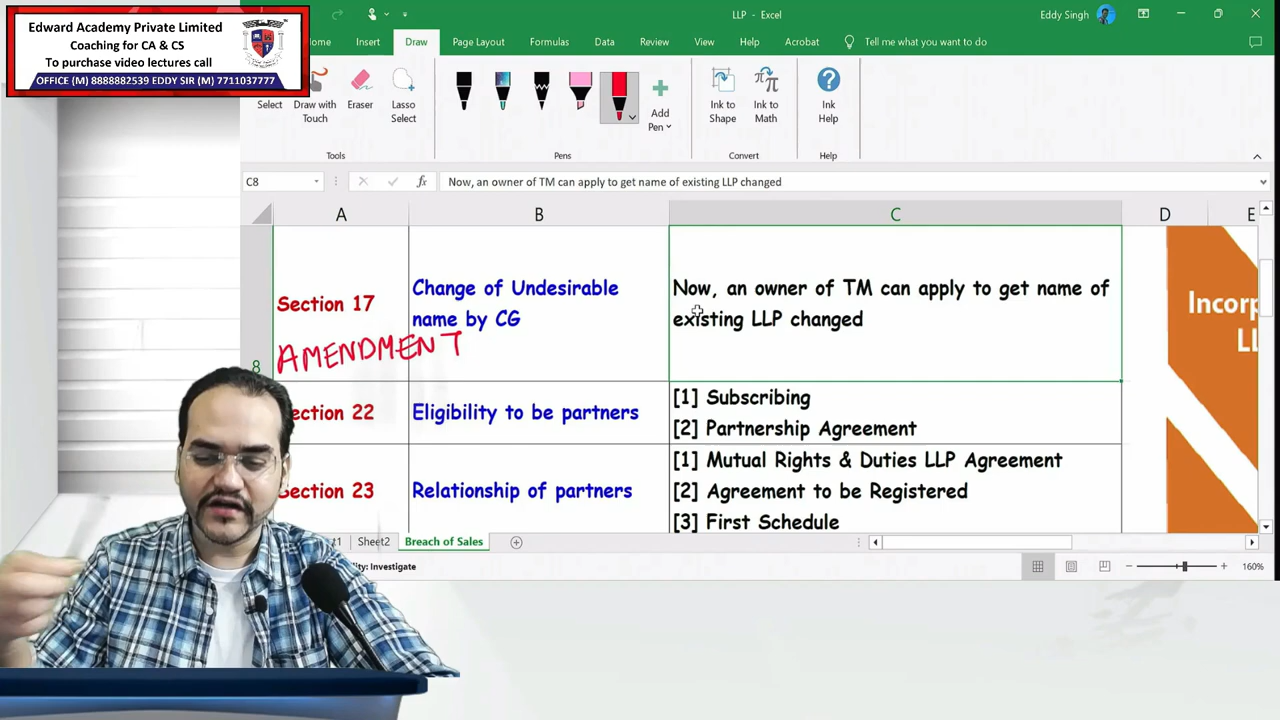 Edward Academy Private Limited
Coaching for CA & CS
To purchase video lectures call
OFFICE (M) 8888882539 EDDY SIR (M) 7711037777
LLP - Excel
Eddy Singh
Home Insert Draw Page Layout Formulas Data Review View Help Acrobat Tell me what you want to do
Select
Draw with Touch
Eraser
Lasso Select
Add Pen
Ink to Shape
Ink to Math
Ink Help
Tools Pens Convert Help
C8 fx Now, an owner of TM can apply to get name of existing LLP changed
A B C D E
8
Section 17
Change of Undesirable
name by CG
Now, an owner of TM can apply to get name of
existing LLP changed
AMENDMENT
ection 22
Eligibility to be partners
[1] Subscribing
[2] Partnership Agreement
ection 23
Relationship of partners
[1] Mutual Rights & Duties LLP Agreement
[2] Agreement to be Registered
[3] First Schedule
Incorp
LL
Sheet2 Breach of Sales
lity: Investigate
160%